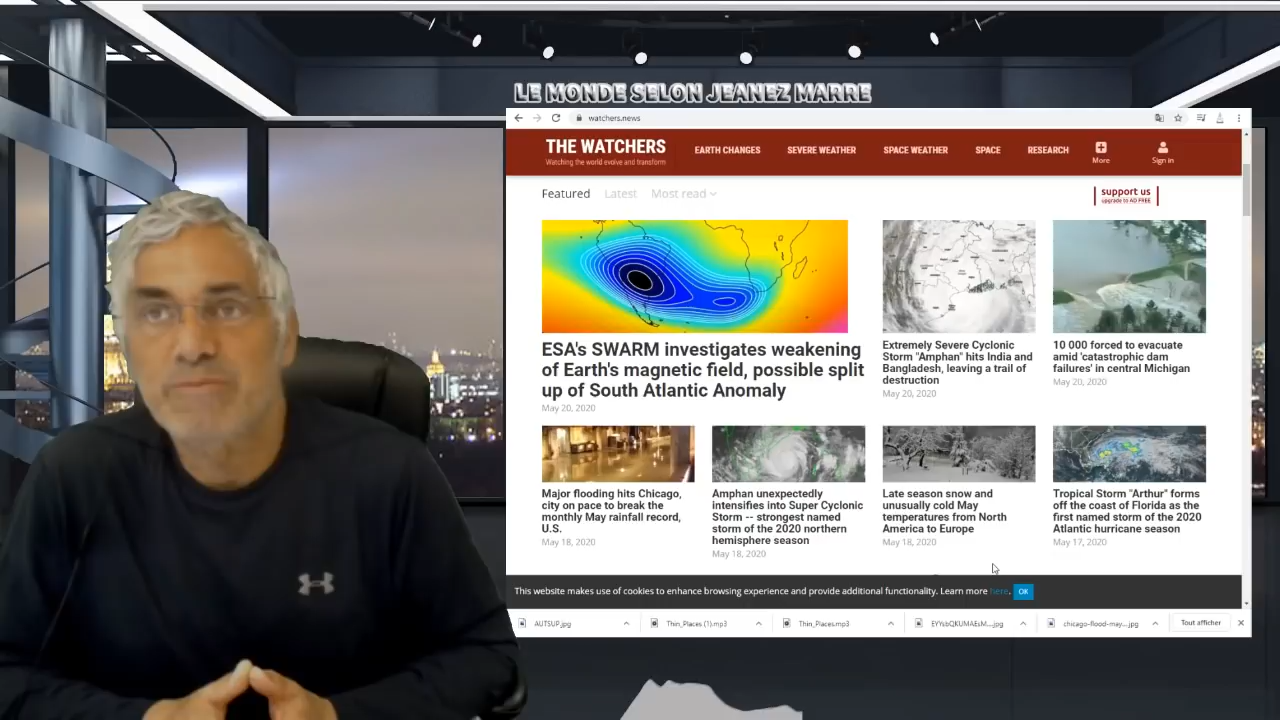 LE MONDE SELON JEANEZ MARRE
watchers.news
THE WATCHERS
Watching the world evolve and transform
EARTH CHANGES
SEVERE WEATHER
SPACE WEATHER
SPACE
RESEARCH
More
Sign in
Featured
Latest
Most read
support us
upgrade to AD FREE
ESA's SWARM investigates weakening
of Earth's magnetic field, possible split
up of South Atlantic Anomaly
May 20, 2020
Extremely Severe Cyclonic
Storm "Amphan" hits India and
Bangladesh, leaving a trail of
destruction
May 20, 2020
10 000 forced to evacuate
amid 'catastrophic dam
failures' in central Michigan
May 20, 2020
Major flooding hits Chicago,
city on pace to break the
monthly May rainfall record,
U.S.
May 18, 2020
Amphan unexpectedly
intensifies into Super Cyclonic
Storm -- strongest named
storm of the 2020 northern
hemisphere season
May 18, 2020
Late season snow and
unusually cold May
temperatures from North
America to Europe
May 18, 2020
Tropical Storm "Arthur" forms
off the coast of Florida as the
first named storm of the 2020
Atlantic hurricane season
May 17, 2020
This website makes use of cookies to enhance browsing experience and provide additional functionality. Learn more here.
OK
AUTSUP.jpg
Thin_Places (1).mp3
Thin_Places.mp3
chicago-flood-may....jpg
Tout afficher